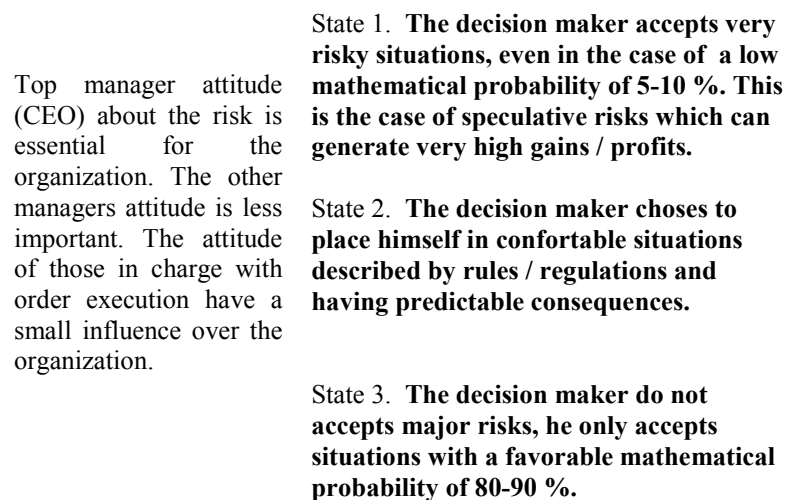 Top manager attitude
(CEO) about the risk is
essential for the
organization. The other
managers attitude is less
important. The attitude
of those in charge with
order execution have a
small influence over the
organization.
State 1. The decision maker accepts very
risky situations, even in the case of a low
mathematical probability of 5-10 %. This
is the case of speculative risks which can
generate very high gains / profits.
State 2. The decision maker choses to
place himself in confortable situations
described by rules / regulations and
having predictable consequences.
State 3. The decision maker do not
accepts major risks, he only accepts
situations with a favorable mathematical
probability of 80-90 %.